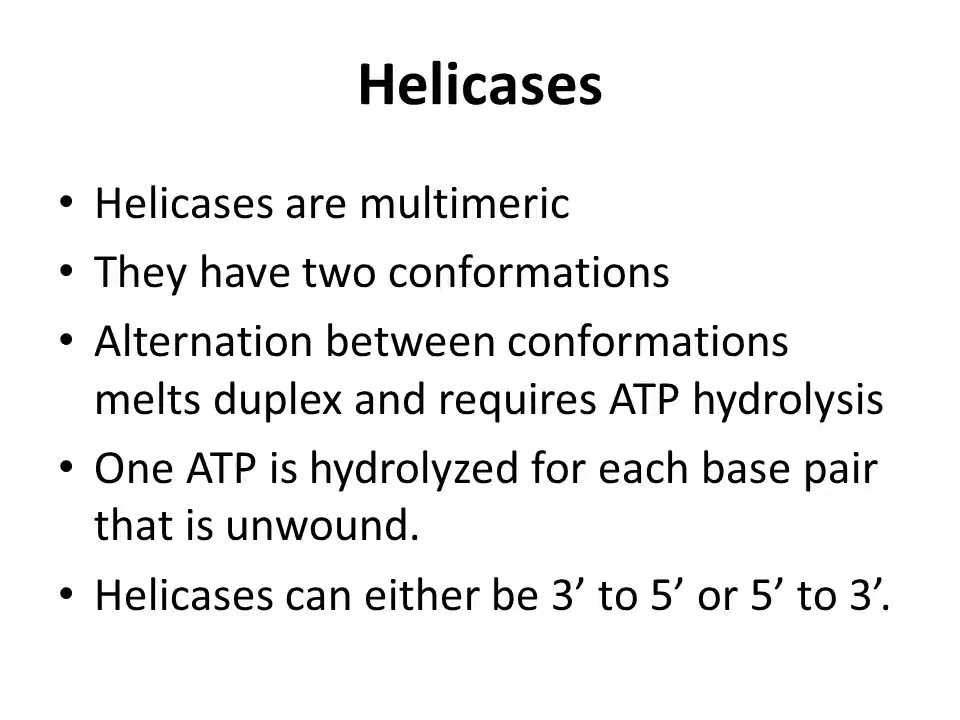 Helicases
• Helicases are multimeric
• They have two conformations
• Alternation between conformations
melts duplex and requires ATP hydrolysis
• One ATP is hydrolyzed for each base pair
that is unwound.
• Helicases can either be 3’ to 5’ or 5’ to 3’.